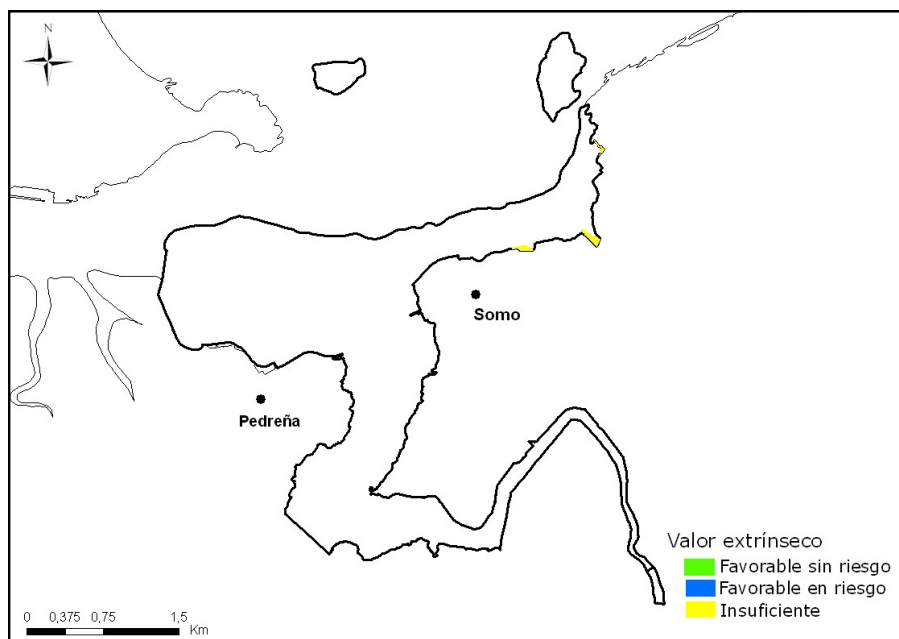 N
Somo
Pedreña
Valor extrínseco
Favorable sin riesgo
Favorable en riesgo
Insuficiente
0 0,375 0,75 1,5
Km